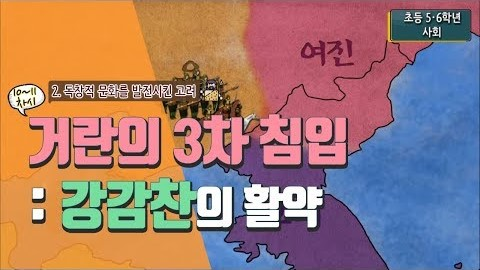 초등 5·6학년
사회
여진
10~11
차시
2. 독창적 문화를 발전시킨 고려
거란의 3차 침입
: 강감찬의 활약